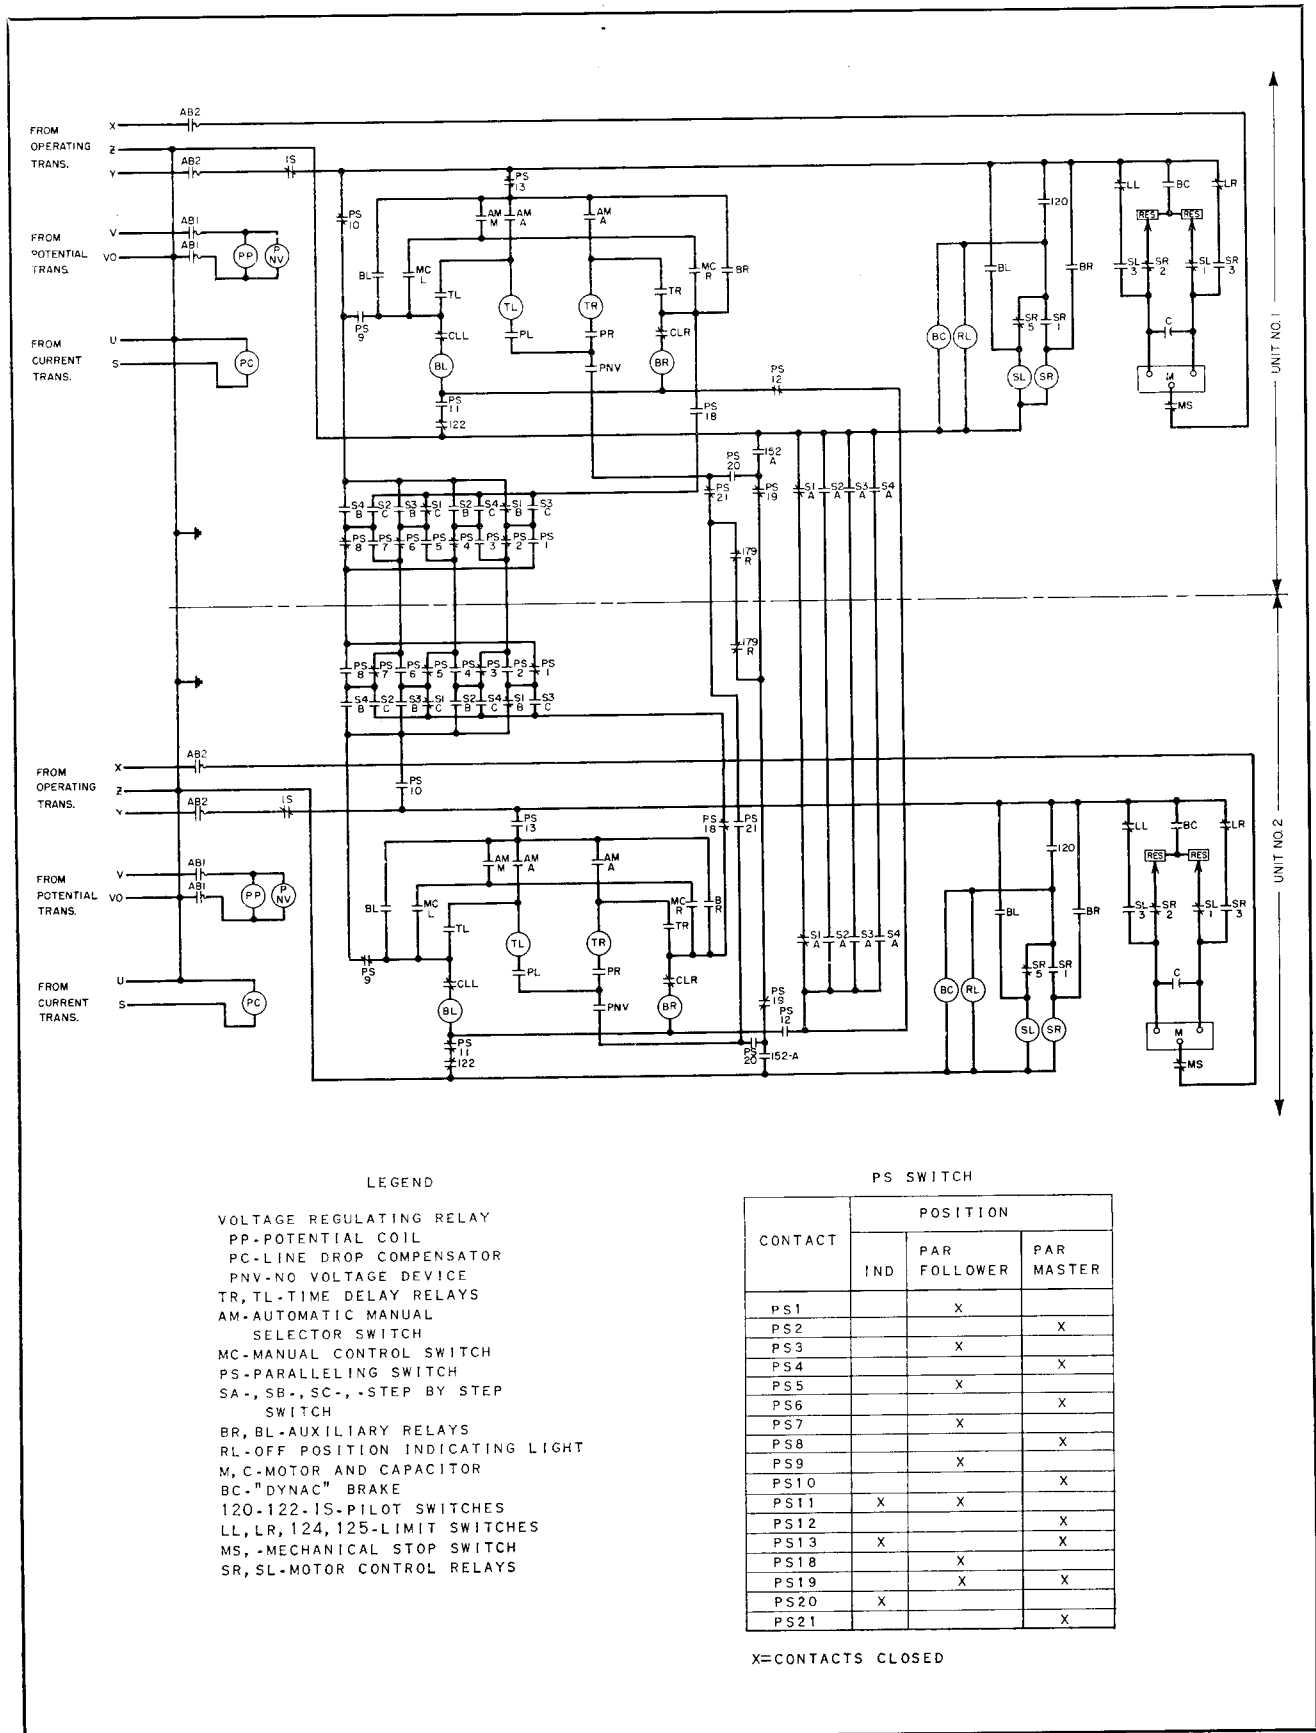 AB2
FROM X
OPERATING Z
TRANS. Y
AB2 IS
PS 13
PS 10
AM M
AM A
AM A
120
LL BC LR
RES RES
FROM V AB1
POTENTIAL VO AB1
TRANS.
PP P NV
BL MC L TL TL TR TR MC R BR
BL BR
SL 3 SR 2 SL 1 SR 3
PS 9 CLL PL PR CLR
BC RL SR 5 SR 1 C
FROM U
CURRENT S
TRANS.
PC
BL PNV BR
PS 12
SL SR M
PS 11
122
PS 18
MS
UNIT NO. 1
152 A
PS 20
PS 21
PS 19
S1 A S2 A S3 A S4 A
S4 B S2 C S3 B S1 C S2 B S4 C S1 B S3 C
PS 8 PS 7 PS 6 PS 5 PS 4 PS 3 PS 2 PS 1
179 R
179 R
PS 8 PS 7 PS 6 PS 5 PS 4 PS 3 PS 2 PS 1
S4 B S2 C S3 B S1 C S2 B S4 C S1 B S3 C
AB2
FROM X
OPERATING Z
TRANS. Y
AB2 IS
PS 10
PS 13
PS 18
PS 21
AM M
AM A
AM A
120
LL BC LR
RES RES
FROM V AB1
POTENTIAL VO AB1
TRANS.
PP P NV
BL MC L TL TL TR TR MC R B R
S1 A S2 A S3 A S4 A
BL BR
SL 3 SR 2 SL 1 SR 3
PS 9 CLL PL PR CLR
BC RL SR 5 SR 1 C
FROM U
CURRENT S
TRANS.
PC
BL PNV BR
PS 19
PS 12
SL SR M
PS 11
122
PS 20
152-A
MS
UNIT NO. 2
LEGEND
VOLTAGE REGULATING RELAY
PP-POTENTIAL COIL
PC-LINE DROP COMPENSATOR
PNV-NO VOLTAGE DEVICE
TR, TL-TIME DELAY RELAYS
AM-AUTOMATIC MANUAL
SELECTOR SWITCH
MC-MANUAL CONTROL SWITCH
PS-PARALLELING SWITCH
SA-, SB-, SC-, -STEP BY STEP
SWITCH
BR, BL-AUXILIARY RELAYS
RL-OFF POSITION INDICATING LIGHT
M, C-MOTOR AND CAPACITOR
BC-"DYNAC" BRAKE
120-122-IS-PILOT SWITCHES
LL, LR, 124, 125-LIMIT SWITCHES
MS, -MECHANICAL STOP SWITCH
SR, SL-MOTOR CONTROL RELAYS
PS SWITCH
CONTACT POSITION
IND PAR FOLLOWER PAR MASTER
PS1 X
PS2 X
PS3 X
PS4 X
PS5 X
PS6 X
PS7 X
PS8 X
PS9 X
PS10 X
PS11 X X
PS12 X
PS13 X X
PS18 X
PS19 X X
PS20 X
PS21 X
X=CONTACTS CLOSED